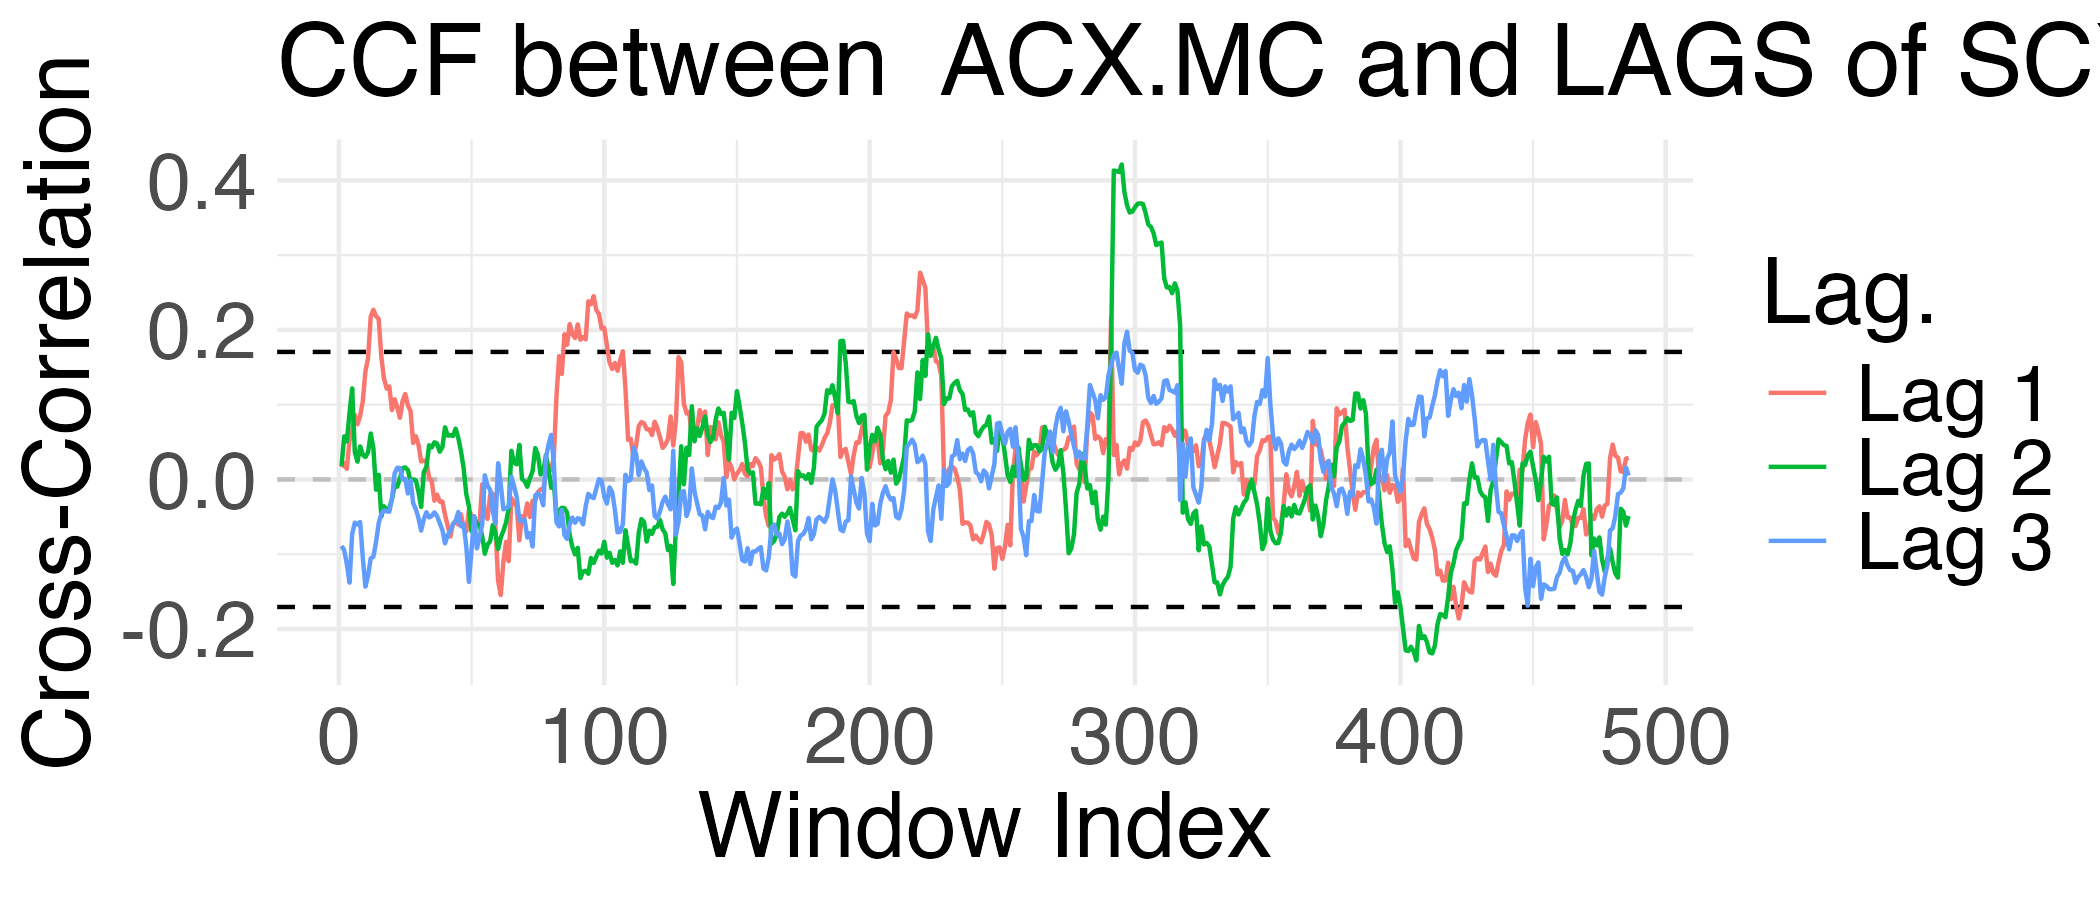 CCF between ACX.MC and LAGS of SC
Cross-Correlation
0.4
0.2
0.0
-0.2
0
100
200
300
400
500
Window Index
Lag.
Lag 1
Lag 2
Lag 3